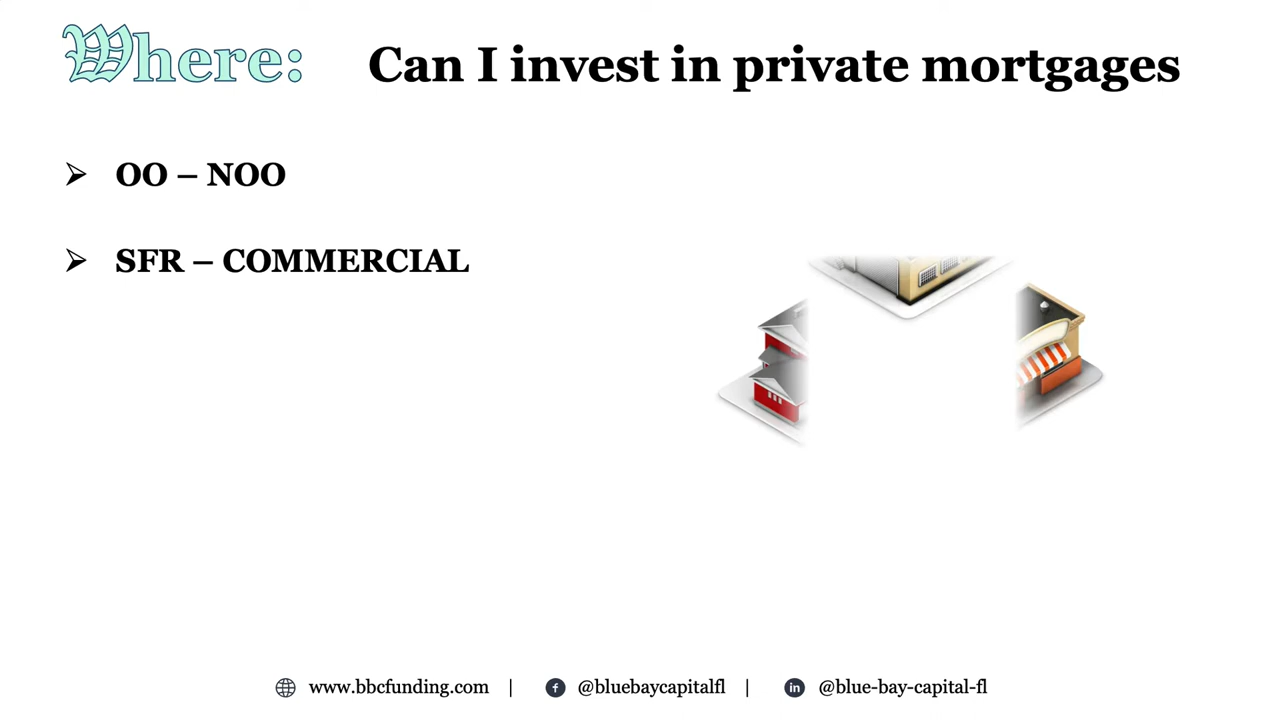 Where: Can I invest in private mortgages
➢ OO – NOO
➢ SFR – COMMERCIAL
www.bbcfunding.com | @bluebaycapitalfl | @blue-bay-capital-fl